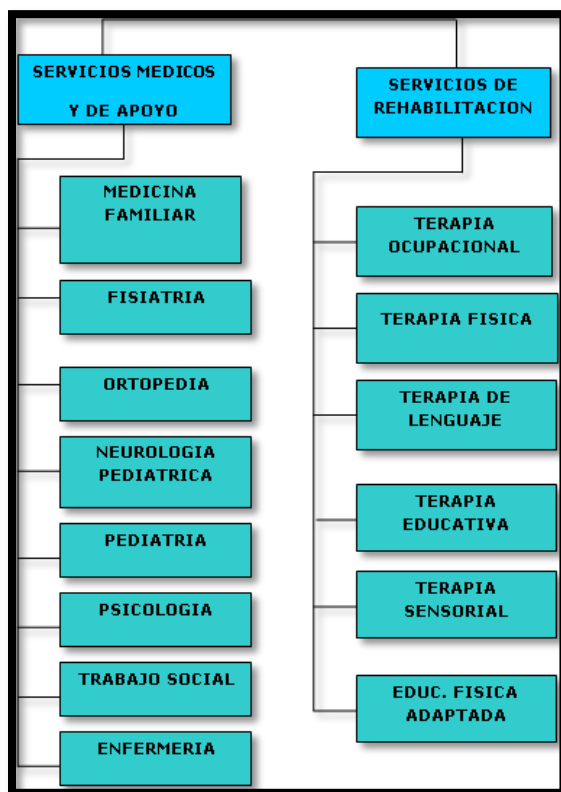 SERVICIOS MEDICOS
Y DE APOYO
MEDICINA
FAMILIAR
FISIATRIA
ORTOPEDIA
NEUROLOGIA
PEDIATRICA
PEDIATRIA
PSICOLOGIA
TRABAJO SOCIAL
ENFERMERIA
SERVICIOS DE
REHABILITACION
TERAPIA
OCUPACIONAL
TERAPIA FISICA
TERAPIA DE
LENGUAJE
TERAPIA
EDUCATIVA
TERAPIA
SENSORIAL
EDUC. FISICA
ADAPTADA